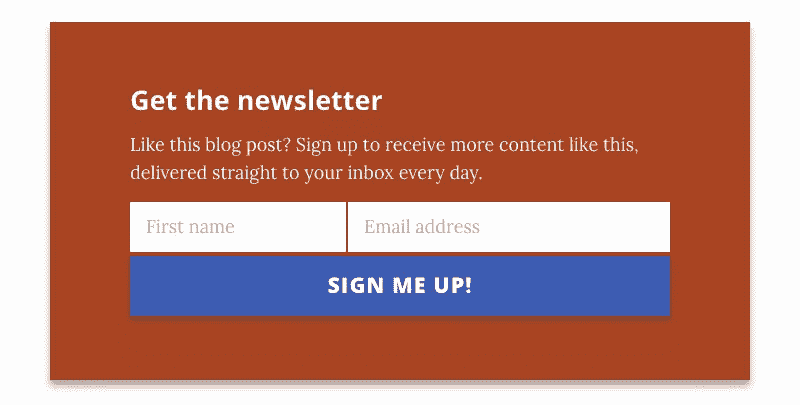 Get the newsletter
Like this blog post? Sign up to receive more content like this,
delivered straight to your inbox every day.
First name
Email address
SIGN ME UP!